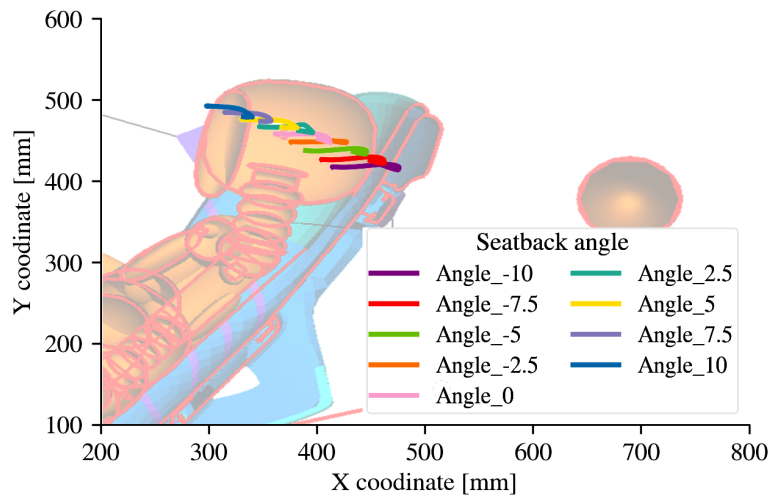 600
500
400
300
200
100
Y coodinate [mm]
200 300 400 500 600 700 800
X coodinate [mm]
Seatback angle
Angle_-10 Angle_2.5
Angle_-7.5 Angle_5
Angle_-5 Angle_7.5
Angle_-2.5 Angle_10
Angle_0